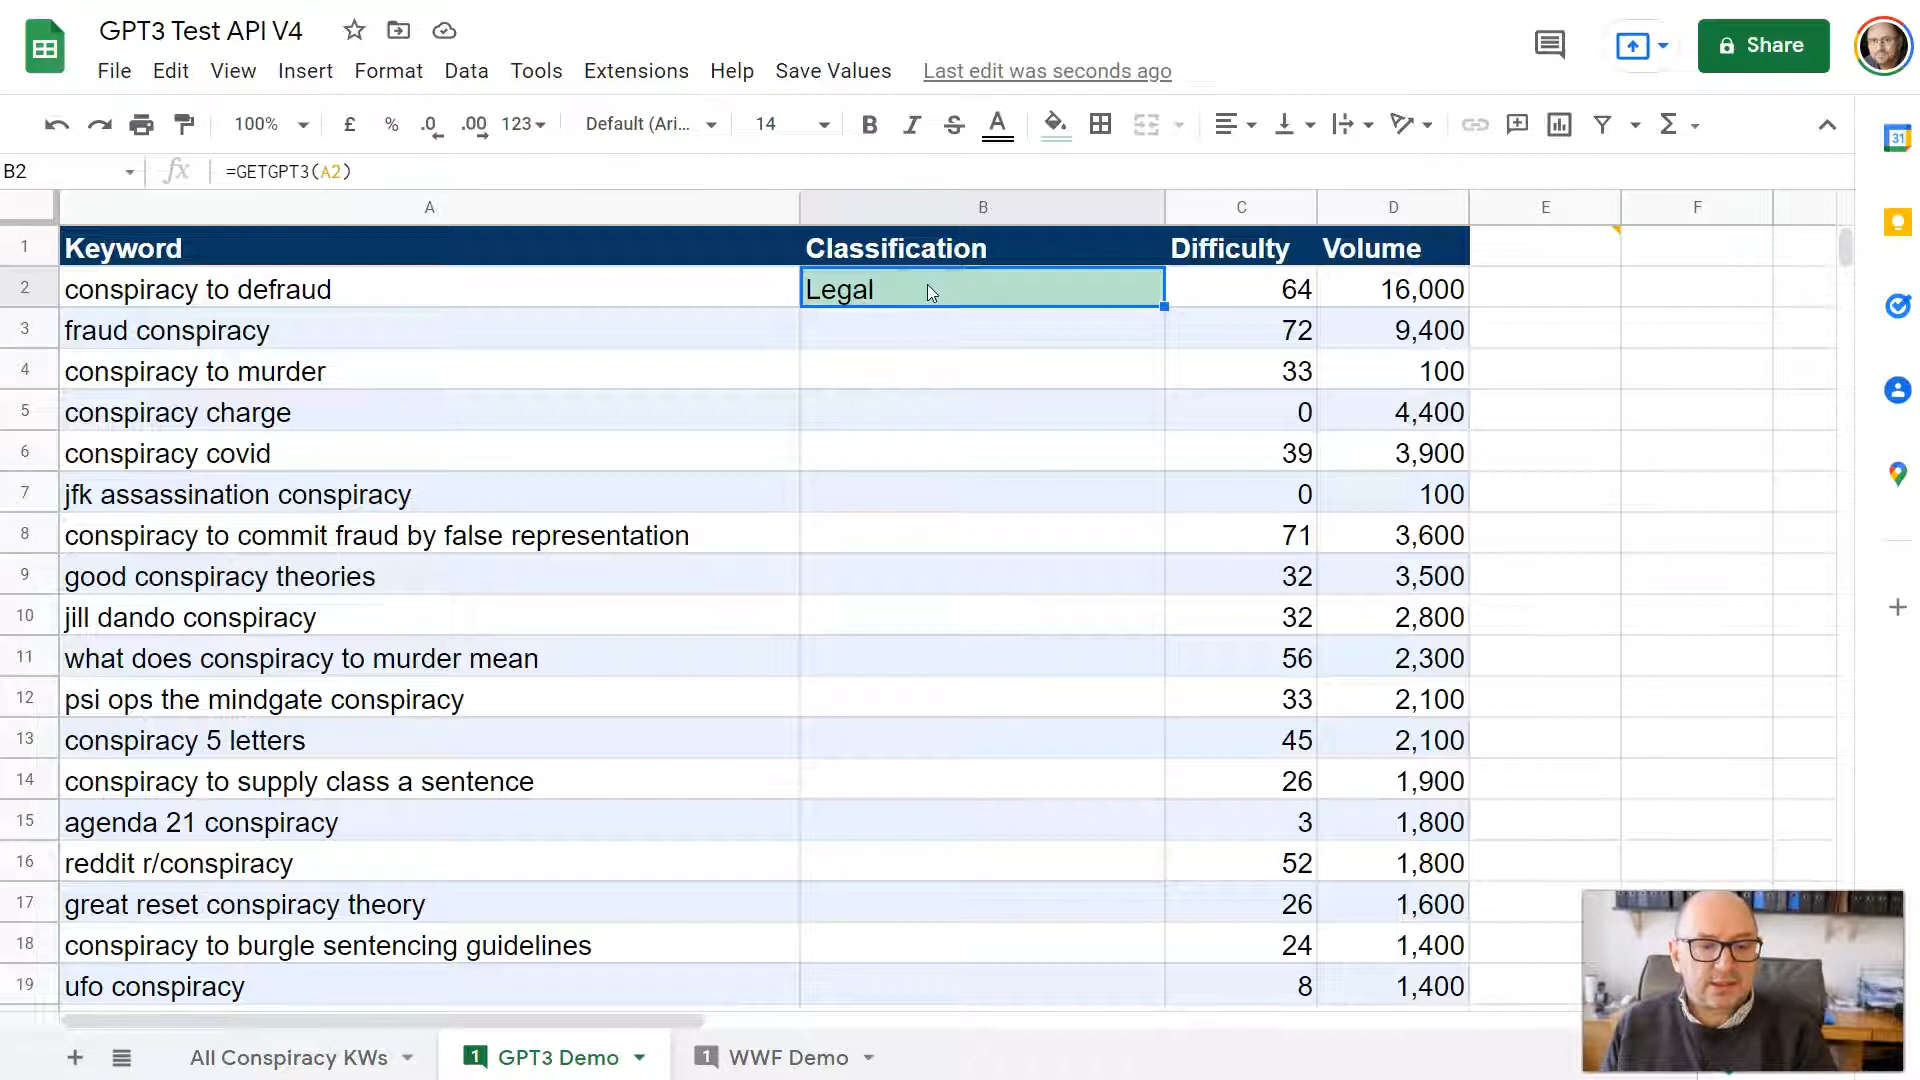 GPT3 Test API V4
File Edit View Insert Format Data Tools Extensions Help Save Values Last edit was seconds ago
Share
100% £ % .0 .00 123 Default (Ari... 14 B I S A
31
B2 fx =GETGPT3(A2)
A B C D E F
1 Keyword Classification Difficulty Volume
2 conspiracy to defraud Legal 64 16,000
3 fraud conspiracy 72 9,400
4 conspiracy to murder 33 100
5 conspiracy charge 0 4,400
6 conspiracy covid 39 3,900
7 jfk assassination conspiracy 0 100
8 conspiracy to commit fraud by false representation 71 3,600
9 good conspiracy theories 32 3,500
10 jill dando conspiracy 32 2,800
11 what does conspiracy to murder mean 56 2,300
12 psi ops the mindgate conspiracy 33 2,100
13 conspiracy 5 letters 45 2,100
14 conspiracy to supply class a sentence 26 1,900
15 agenda 21 conspiracy 3 1,800
16 reddit r/conspiracy 52 1,800
17 great reset conspiracy theory 26 1,600
18 conspiracy to burgle sentencing guidelines 24 1,400
19 ufo conspiracy 8 1,400
All Conspiracy KWs 1 GPT3 Demo 1 WWF Demo